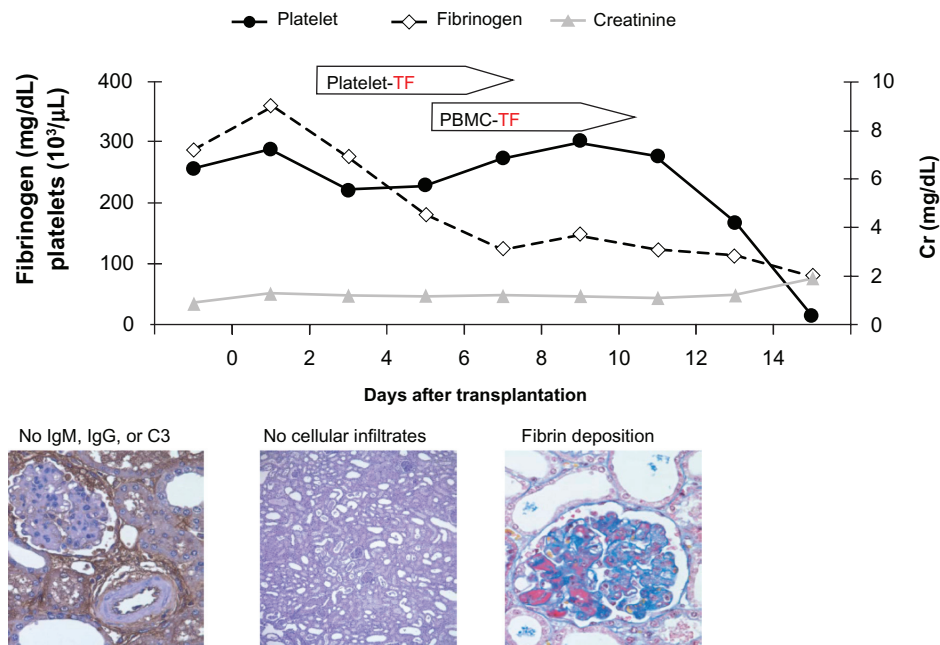 Platelet Fibrinogen Creatinine
Fibrinogen (mg/dL)
platelets (10³/µL)
400
300
200
100
0
Platelet-TF
PBMC-TF
10
8
6
4
2
0
Cr (mg/dL)
0 2 4 6 8 10 11 14
Days after transplantation
No IgM, IgG, or C3
No cellular infiltrates
Fibrin deposition